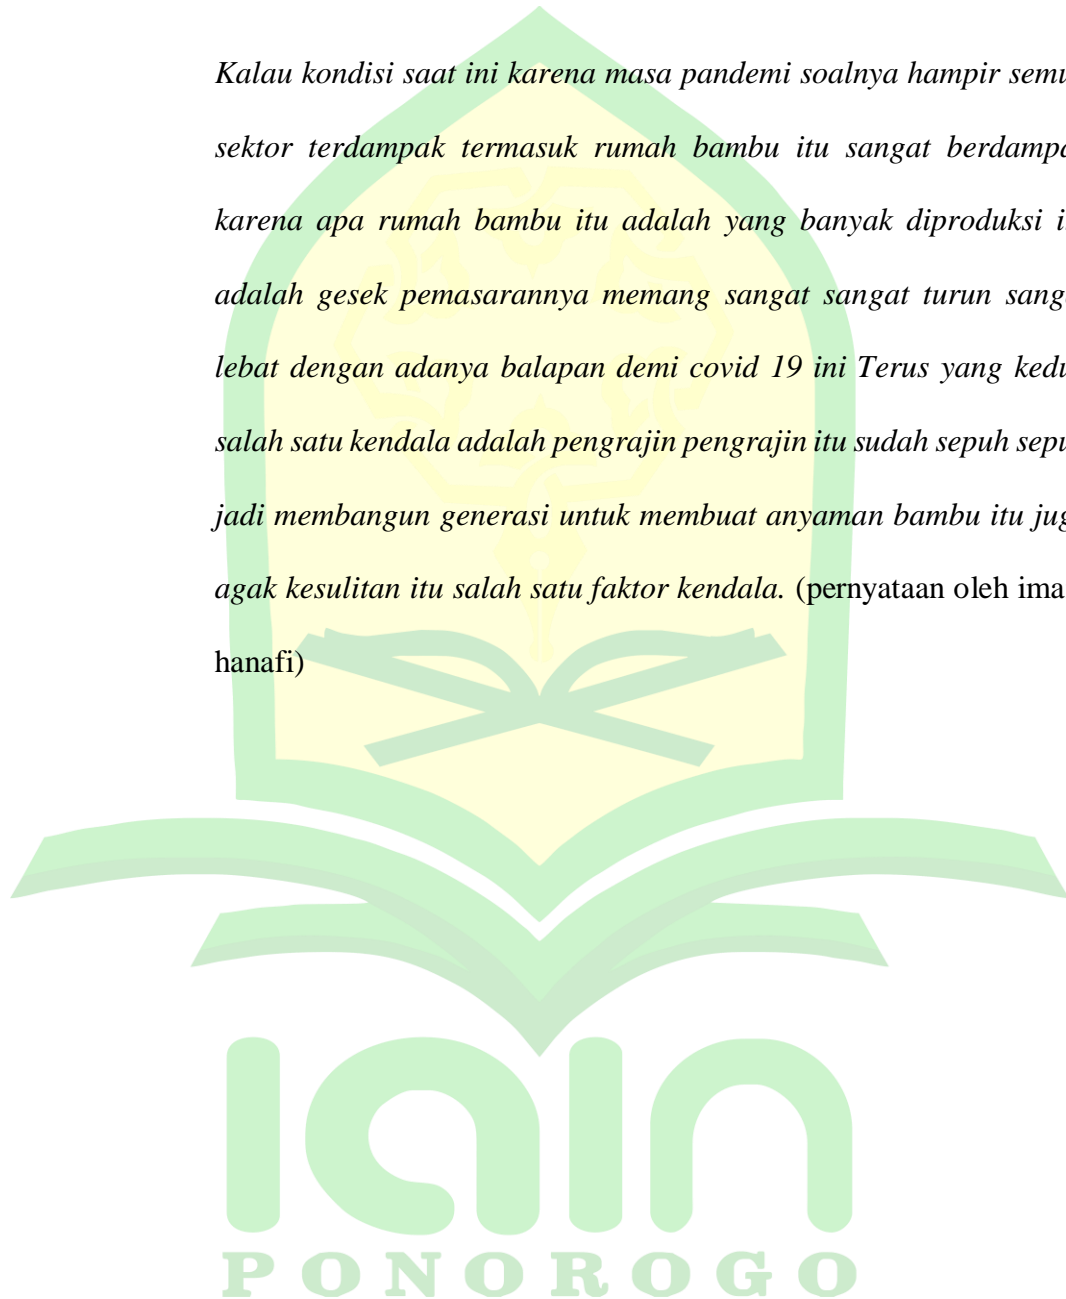 Kalau kondisi saat ini karena masa pandemi soalnya hampir semu
sektor terdampak termasuk rumah bambu itu sangat berdampa
karena apa rumah bambu itu adalah yang banyak diproduksi i
adalah gesek pemasarannya memang sangat sangat turun sang
lebat dengan adanya balapan demi covid 19 ini Terus yang kedu
salah satu kendala adalah pengrajin pengrajin itu sudah sepuh sepu
jadi membangun generasi untuk membuat anyaman bambu itu jug
agak kesulitan itu salah satu faktor kendala. (pernyataan oleh ima
hanafi)
iain
PONOROGO